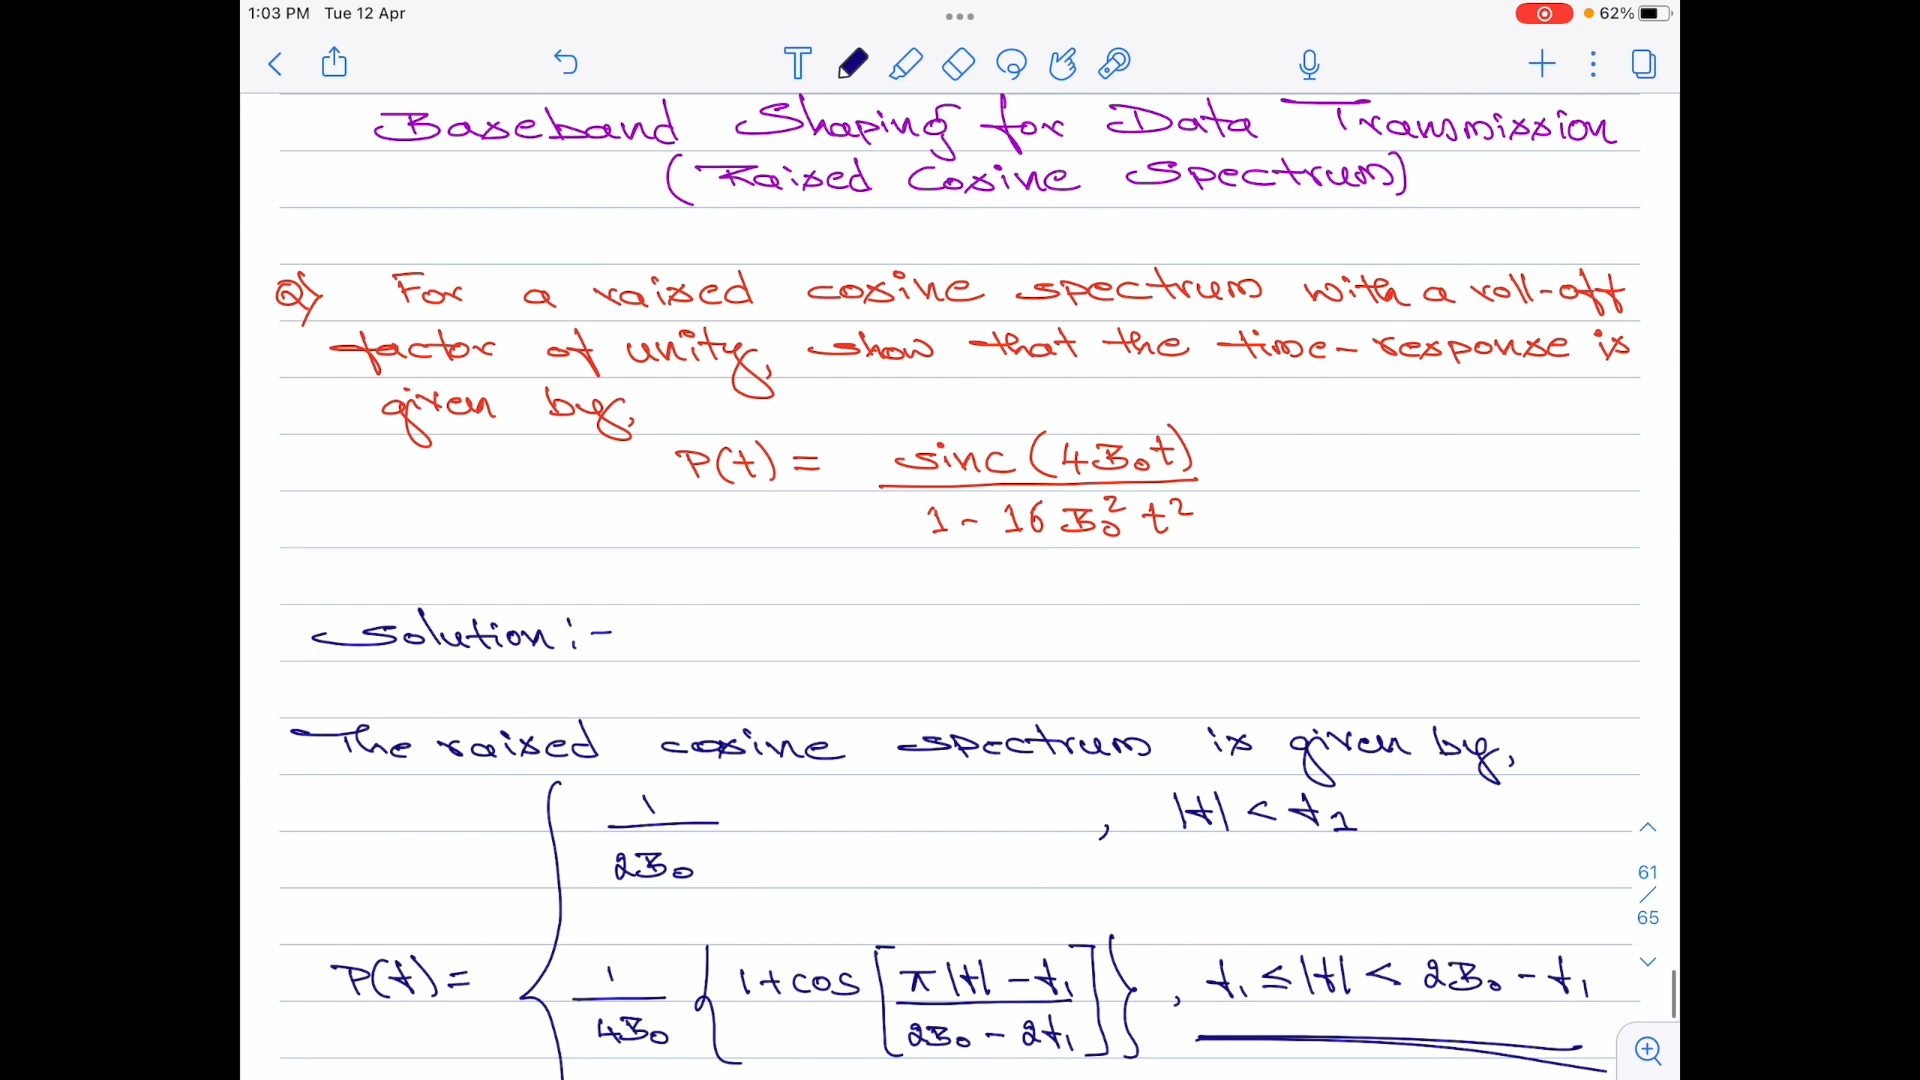 1:03 PM Tue 12 Apr
62%
Baseband Shaping for Data Transmission
(Raised Cosine Spectrum)
Q) For a raised cosine spectrum with a roll-off
factor of unity, show that the time-response is
given by,
P(t) = sinc(4B₀t) / (1 - 16 B₀² t²)
Solution:-
The raised cosine spectrum is given by,
1/2B₀ , |f| < f₁
P(f) = { 1/4B₀ {1+cos[π|f| - f₁ / 2B₀ - 2f₁]} , f₁ ≤ |f| < 2B₀ - f₁
61
/
65